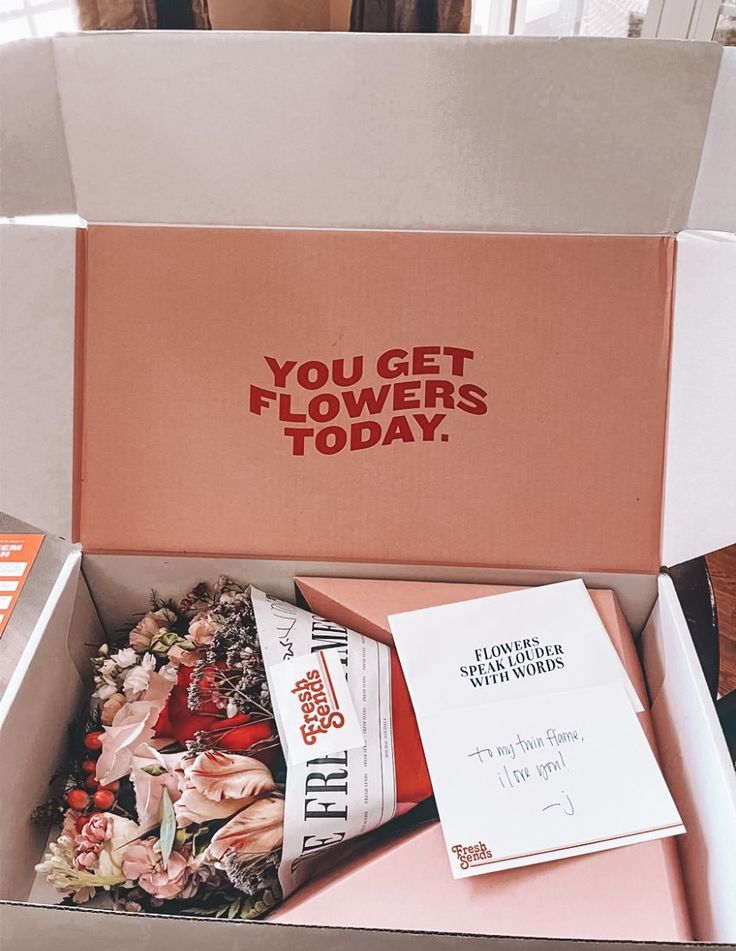 YOU GET
FLOWERS
TODAY.
FLOWERS
SPEAK LOUDER
WITH WORDS
Fresh
Sends
to my twin flame,
i love you!
-j
Fresh
Sends